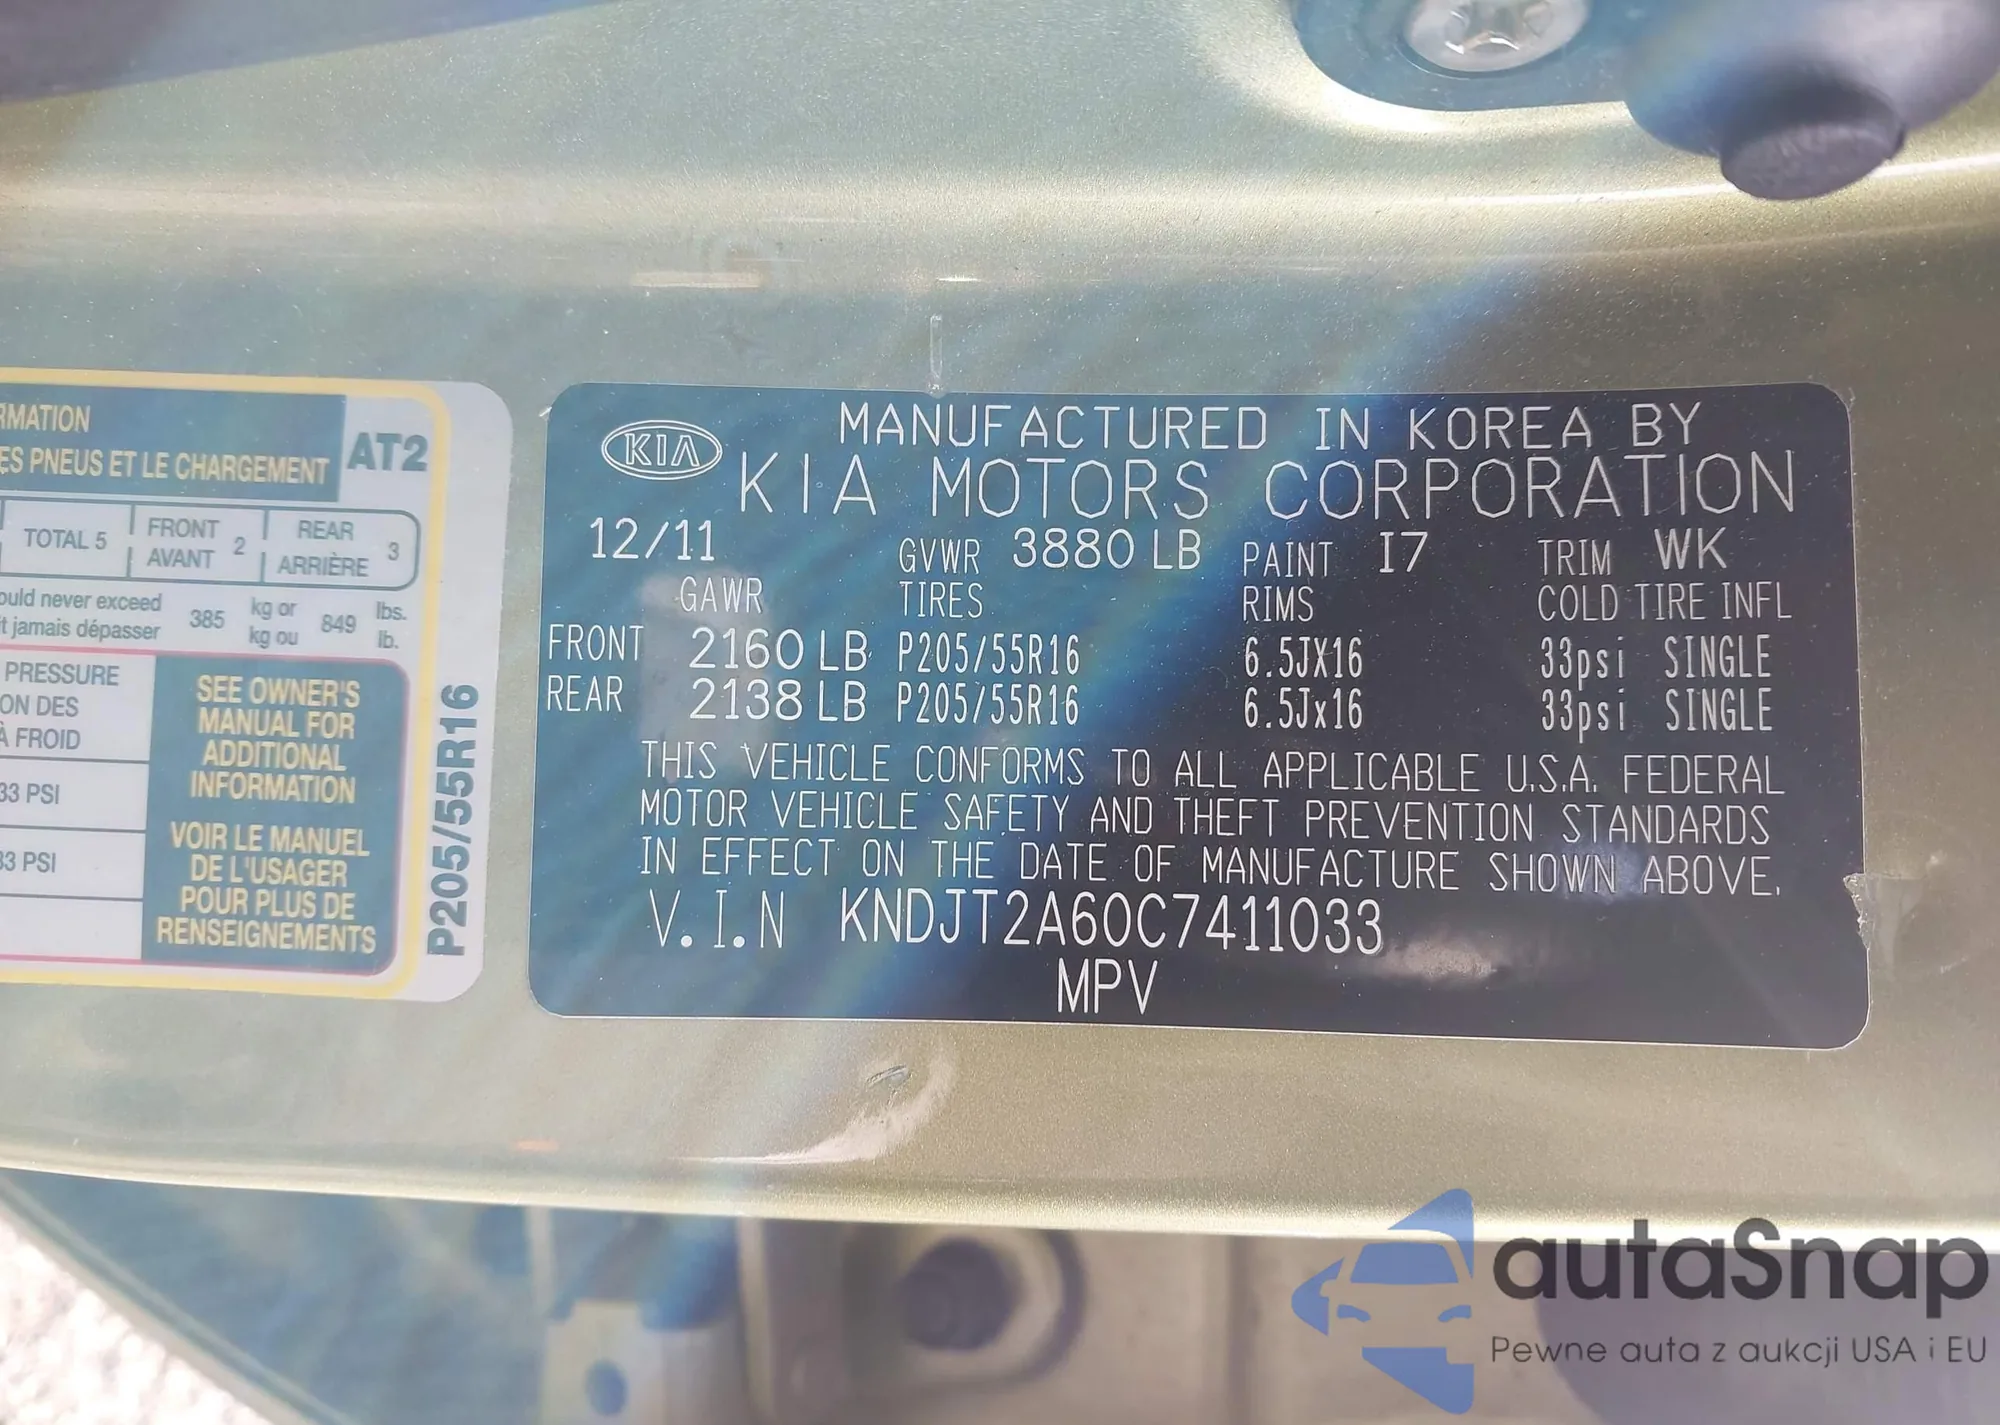 RMATION
ES PNEUS ET LE CHARGEMENT
AT2
TOTAL 5
FRONT
AVANT
2
REAR
ARRIÈRE
3
ould never exceed
it jamais dépasser
385
kg or
kg ou
849
lbs.
lb.
PRESSURE
ON DES
À FROID
33 PSI
33 PSI
SEE OWNER'S
MANUAL FOR
ADDITIONAL
INFORMATION
VOIR LE MANUEL
DE L'USAGER
POUR PLUS DE
RENSEIGNEMENTS
P205/55R16
KIA
MANUFACTURED IN KOREA BY
KIA MOTORS CORPORATION
12/11 GVWR 3880 LB PAINT I7 TRIM WK
GAWR TIRES RIMS COLD TIRE INFL
FRONT 2160 LB P205/55R16 6.5JX16 33psi SINGLE
REAR 2138 LB P205/55R16 6.5Jx16 33psi SINGLE
THIS VEHICLE CONFORMS TO ALL APPLICABLE U.S.A. FEDERAL
MOTOR VEHICLE SAFETY AND THEFT PREVENTION STANDARDS
IN EFFECT ON THE DATE OF MANUFACTURE SHOWN ABOVE.
V.I.N KNDJT2A60C7411033
MPV
autaSnap
Pewne auta z aukcji USA i EU